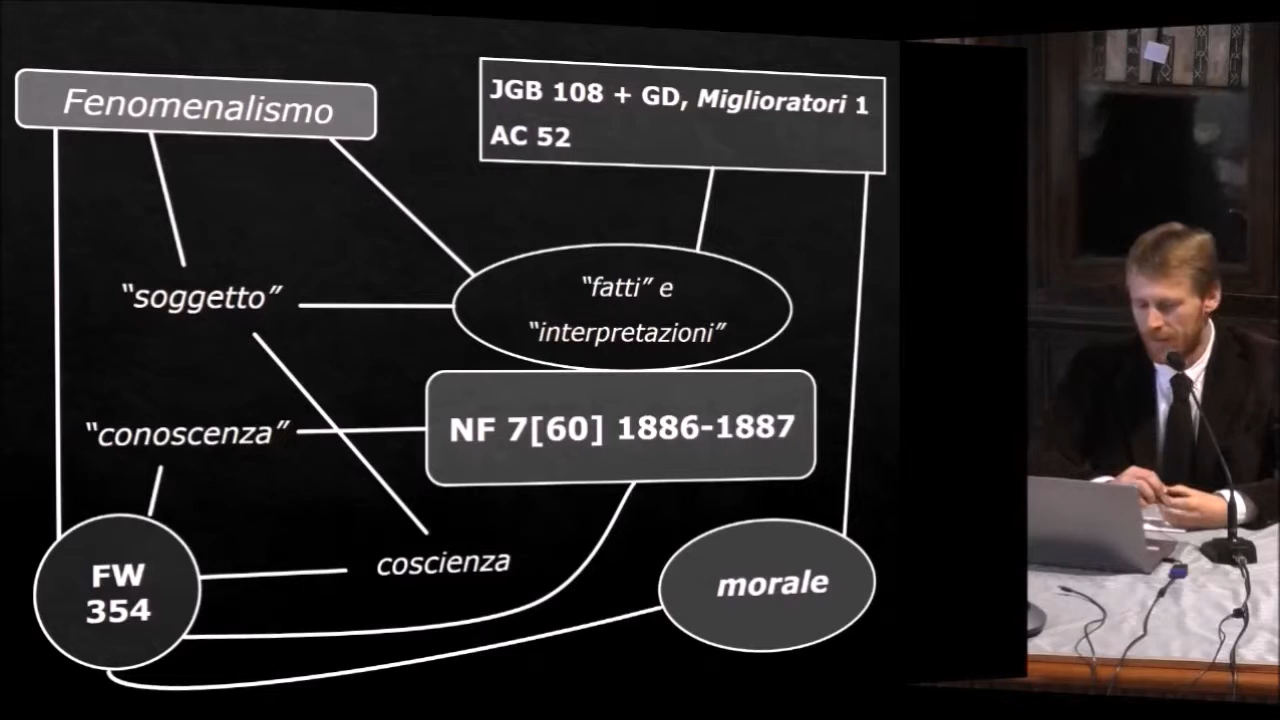 Fenomenalismo
JGB 108 + GD, Miglioratori 1
AC 52
“soggetto”
“fatti” e
“interpretazioni”
“conoscenza”
NF 7[60] 1886-1887
FW
354
coscienza
morale